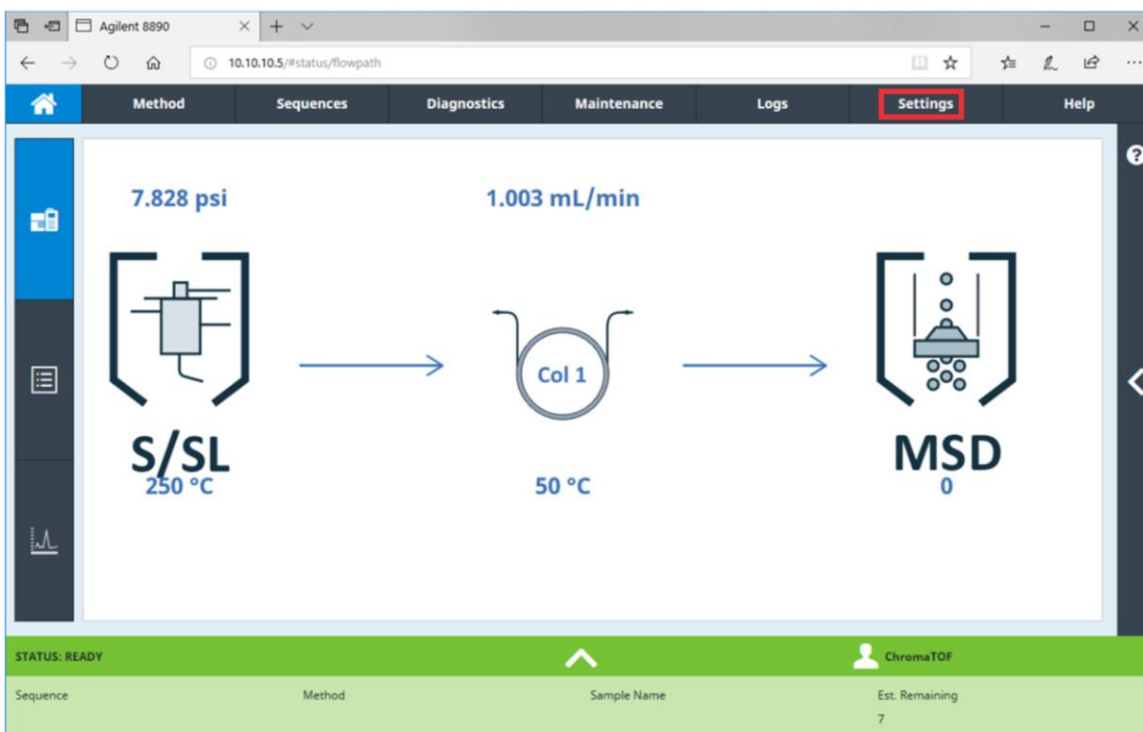 Agilent 8890
10.10.10.5/#status/flowpath
Method Sequences Diagnostics Maintenance Logs Settings Help
7.828 psi 1.003 mL/min
Col 1
S/SL MSD
250 °C 50 °C 0
STATUS: READY ChromaTOF
Sequence Method Sample Name Est. Remaining
7